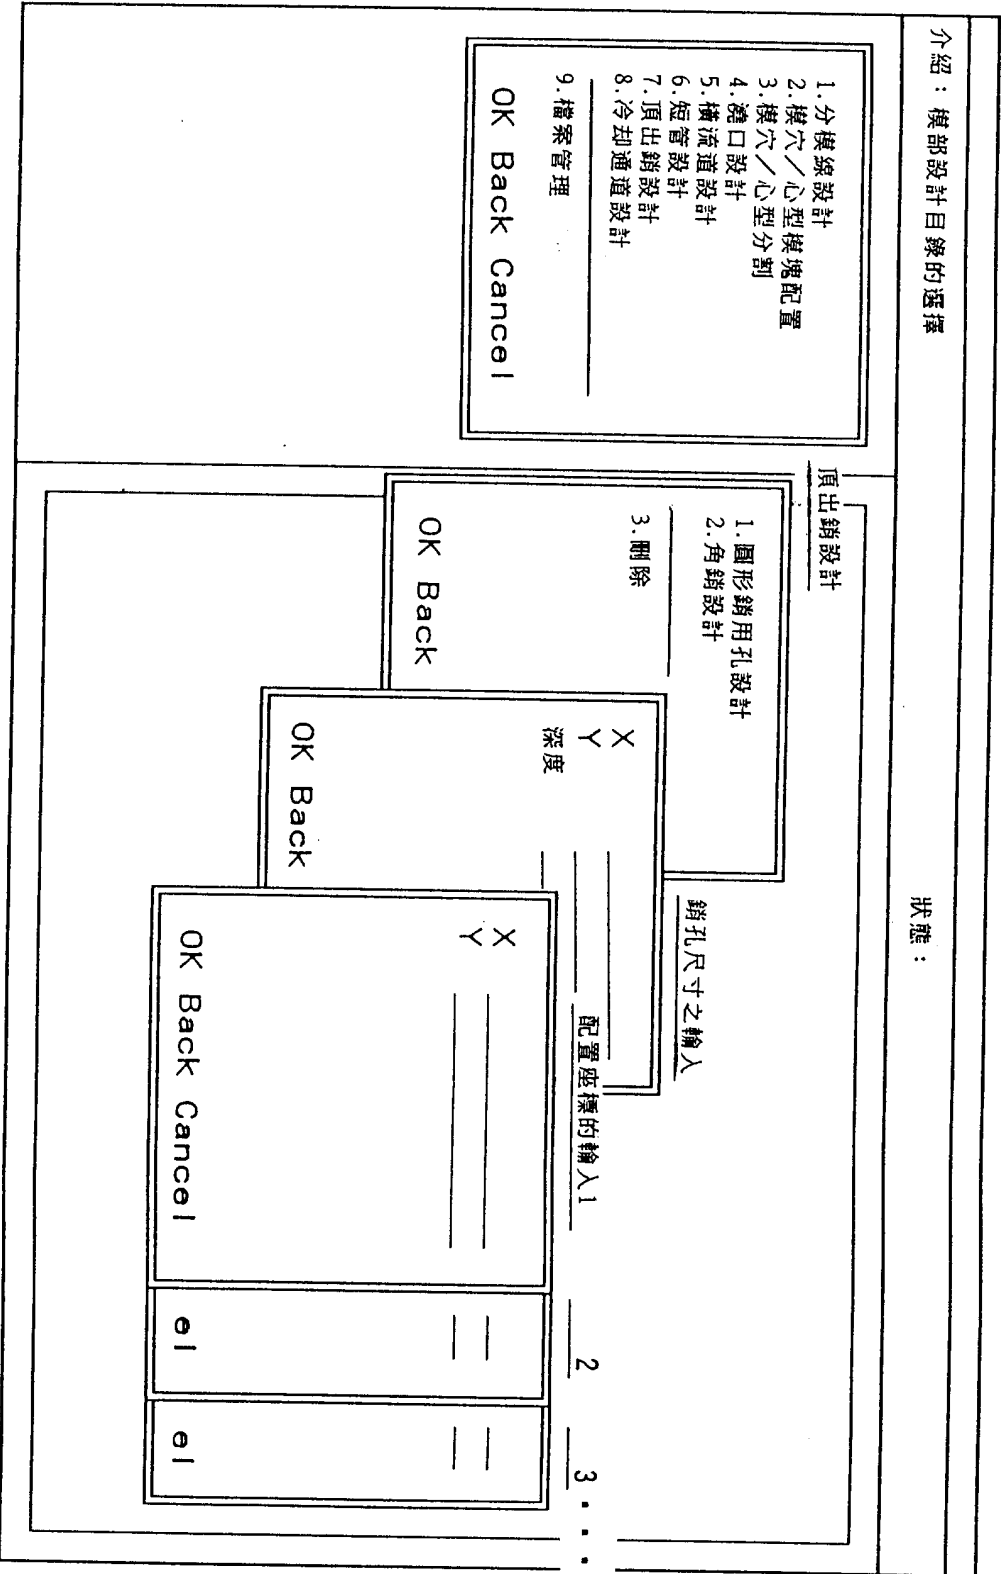 介紹：模部設計目錄的選擇
狀態：
1.分模線設計
2.模穴／心型模塊配置
3.模穴／心型分割
4.澆口設計
5.橫流道設計
6.短管設計
7.頂出銷設計
8.冷却通道設計
9.檔案管理
OK Back Cancel
頂出銷設計
1.圓形銷用孔設計
2.角銷設計
3.刪除
OK Back
銷孔尺寸之輸入
X
Y
深度
OK Back
配置座標的輸入1
X
Y
OK Back Cancel
2
el
3...
el